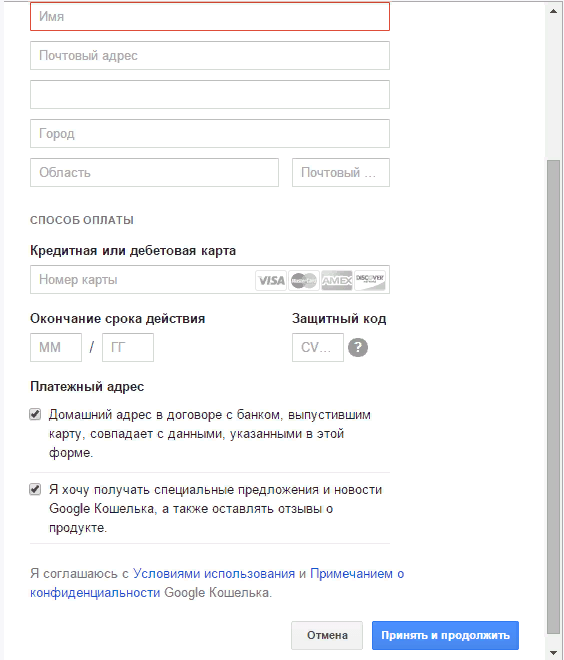 Имя
Почтовый адрес
Город
Область Почтовый ...
СПОСОБ ОПЛАТЫ
Кредитная или дебетовая карта
Номер карты VISA MasterCard AMEX DISCOVER
Окончание срока действия Защитный код
ММ / ГГ CV... ?
Платежный адрес
Домашний адрес в договоре с банком, выпустившим
карту, совпадает с данными, указанными в этой
форме.
Я хочу получать специальные предложения и новости
Google Кошелька, а также оставлять отзывы о
продукте.
Я соглашаюсь с Условиями использования и Примечанием о
конфиденциальности Google Кошелька.
Отмена Принять и продолжить